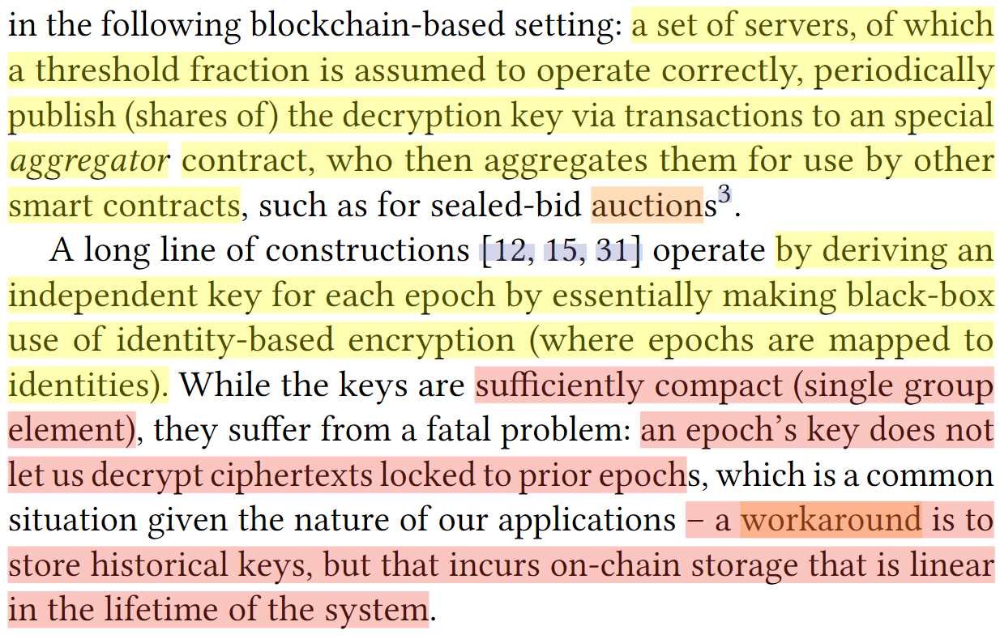 in the following blockchain-based setting: a set of servers, of which
a threshold fraction is assumed to operate correctly, periodically
publish (shares of) the decryption key via transactions to an special
aggregator contract, who then aggregates them for use by other
smart contracts, such as for sealed-bid auctions³.
A long line of constructions [12, 15, 31] operate by deriving an
independent key for each epoch by essentially making black-box
use of identity-based encryption (where epochs are mapped to
identities). While the keys are sufficiently compact (single group
element), they suffer from a fatal problem: an epoch’s key does not
let us decrypt ciphertexts locked to prior epochs, which is a common
situation given the nature of our applications – a workaround is to
store historical keys, but that incurs on-chain storage that is linear
in the lifetime of the system.